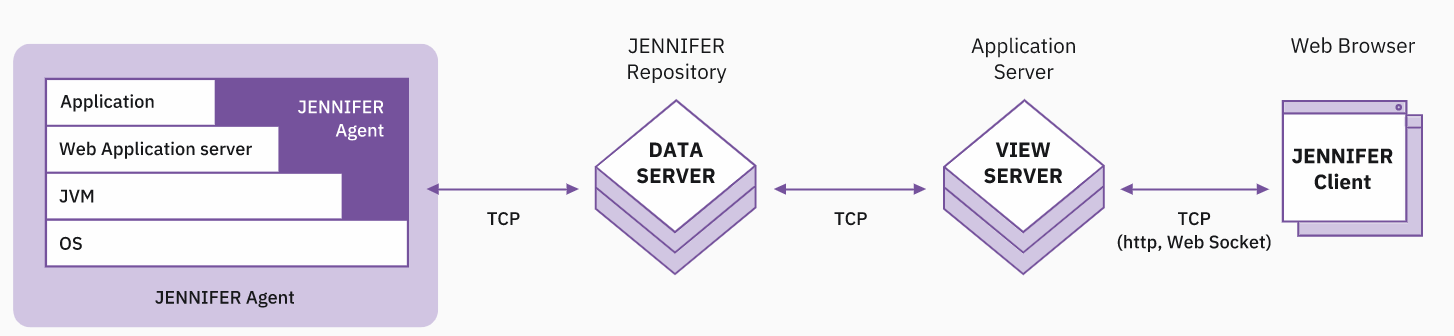 Application
JENNIFER
Agent
Web Application server
JVM
OS
JENNIFER Agent
TCP
JENNIFER
Repository
DATA
SERVER
TCP
Application
Server
VIEW
SERVER
TCP
(http, Web Socket)
Web Browser
JENNIFER
Client